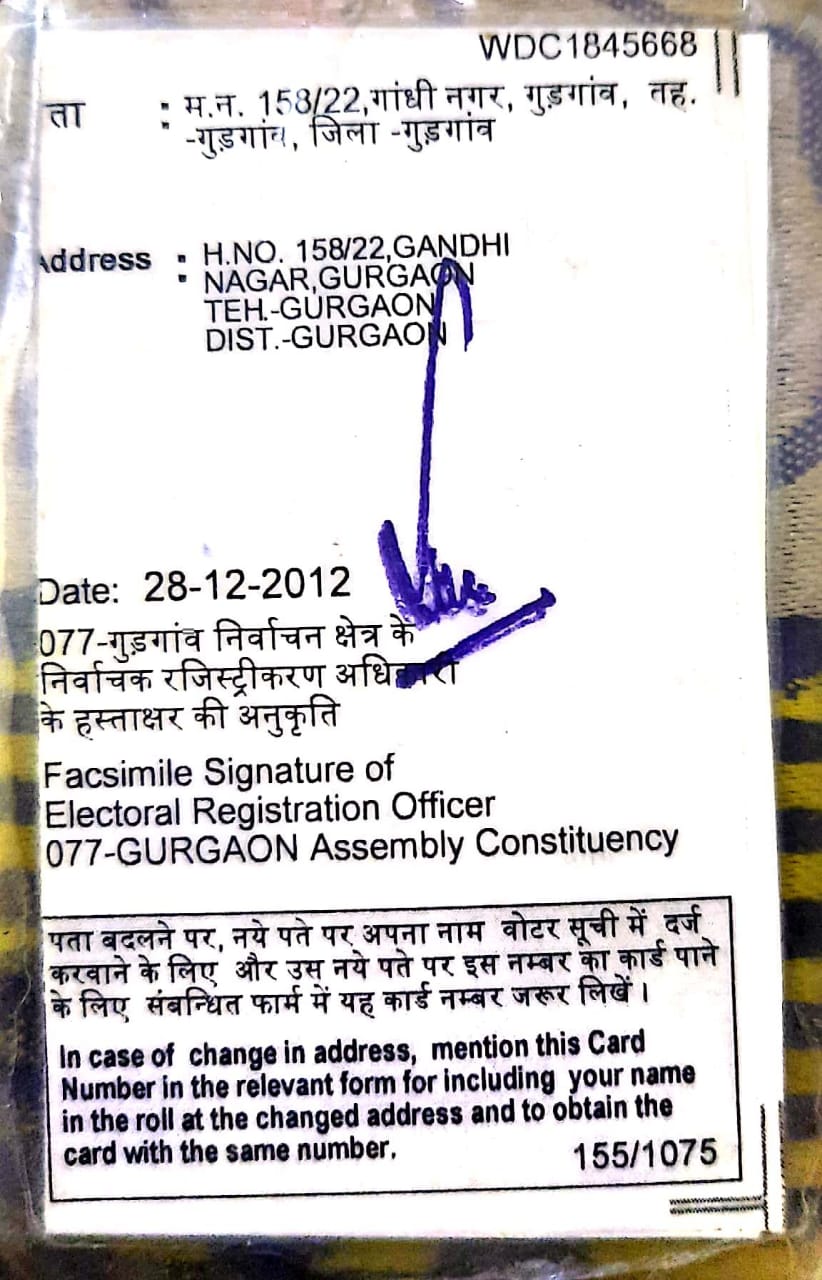 WDC1845668
ता : म.न. 158/22,गांधी नगर, गुड़गांव, तह.
-गुड़गांव, जिला -गुड़गांव
Address : H.NO. 158/22,GANDHI
NAGAR,GURGAON
TEH.-GURGAON
DIST.-GURGAON
Date: 28-12-2012
077-गुड़गांव निर्वाचन क्षेत्र के
निर्वाचक रजिस्ट्रीकरण अधिकारी
के हस्ताक्षर की अनुकृति
Facsimile Signature of
Electoral Registration Officer
077-GURGAON Assembly Constituency
पता बदलने पर, नये पते पर अपना नाम वोटर सूची में दर्ज
करवाने के लिए और उस नये पते पर इस नम्बर का कार्ड पाने
के लिए संबन्धित फार्म में यह कार्ड नम्बर जरूर लिखें।
In case of change in address, mention this Card
Number in the relevant form for including your name
in the roll at the changed address and to obtain the
card with the same number.
155/1075